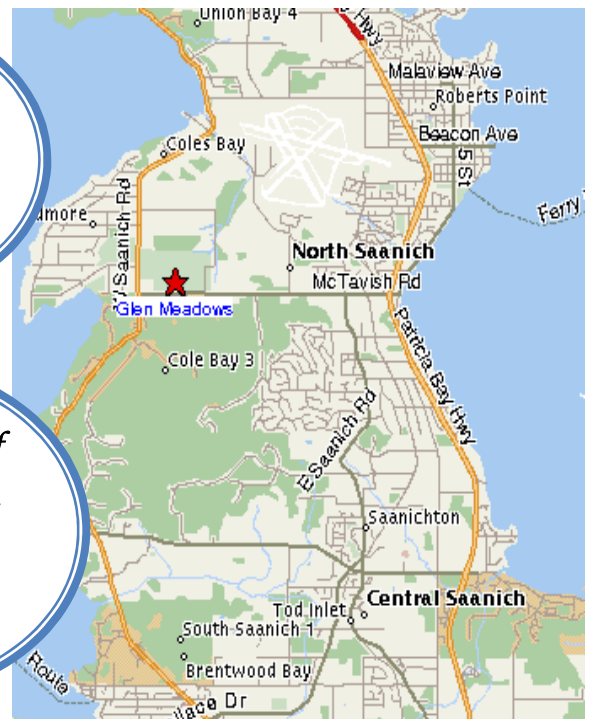 Union Bay 4
Hwy
Malaview Ave
Roberts Point
Beacon Ave
5 St
Coles Bay
dmore
W Saanich Rd
Ferry
North Saanich
McTavish Rd
Glen Meadows
Patricia Bay Hwy
Cole Bay 3
E Saanich Rd
f
Saanichton
Central Saanich
Tod Inlet
South Saanich 1
Brentwood Bay
Route
llace Dr